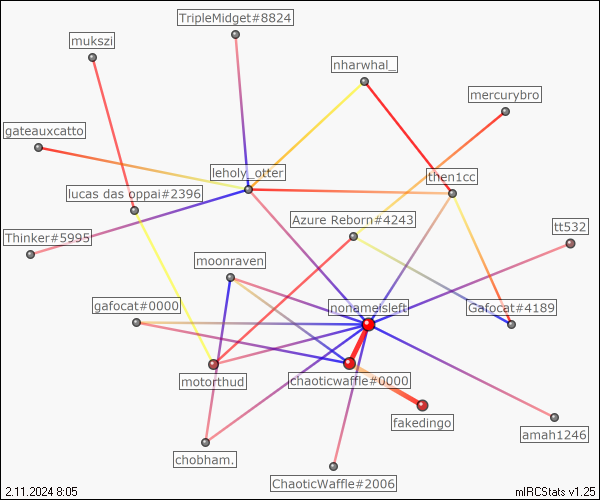 TripleMidget#8824
mukszi
nharwhal_
mercurybro
gateauxcatto
leholy_otter
then1cc
lucas das oppai#2396
Azure Reborn#4243
tt532
Thinker#5995
moonraven
gafocat#0000
nonameisleft
Gafocat#4189
motorthud
chaoticwaffle#0000
fakedingo
amah1246
chobham.
ChaoticWaffle#2006
2.11.2024 8:05
mIRCStats v1.25